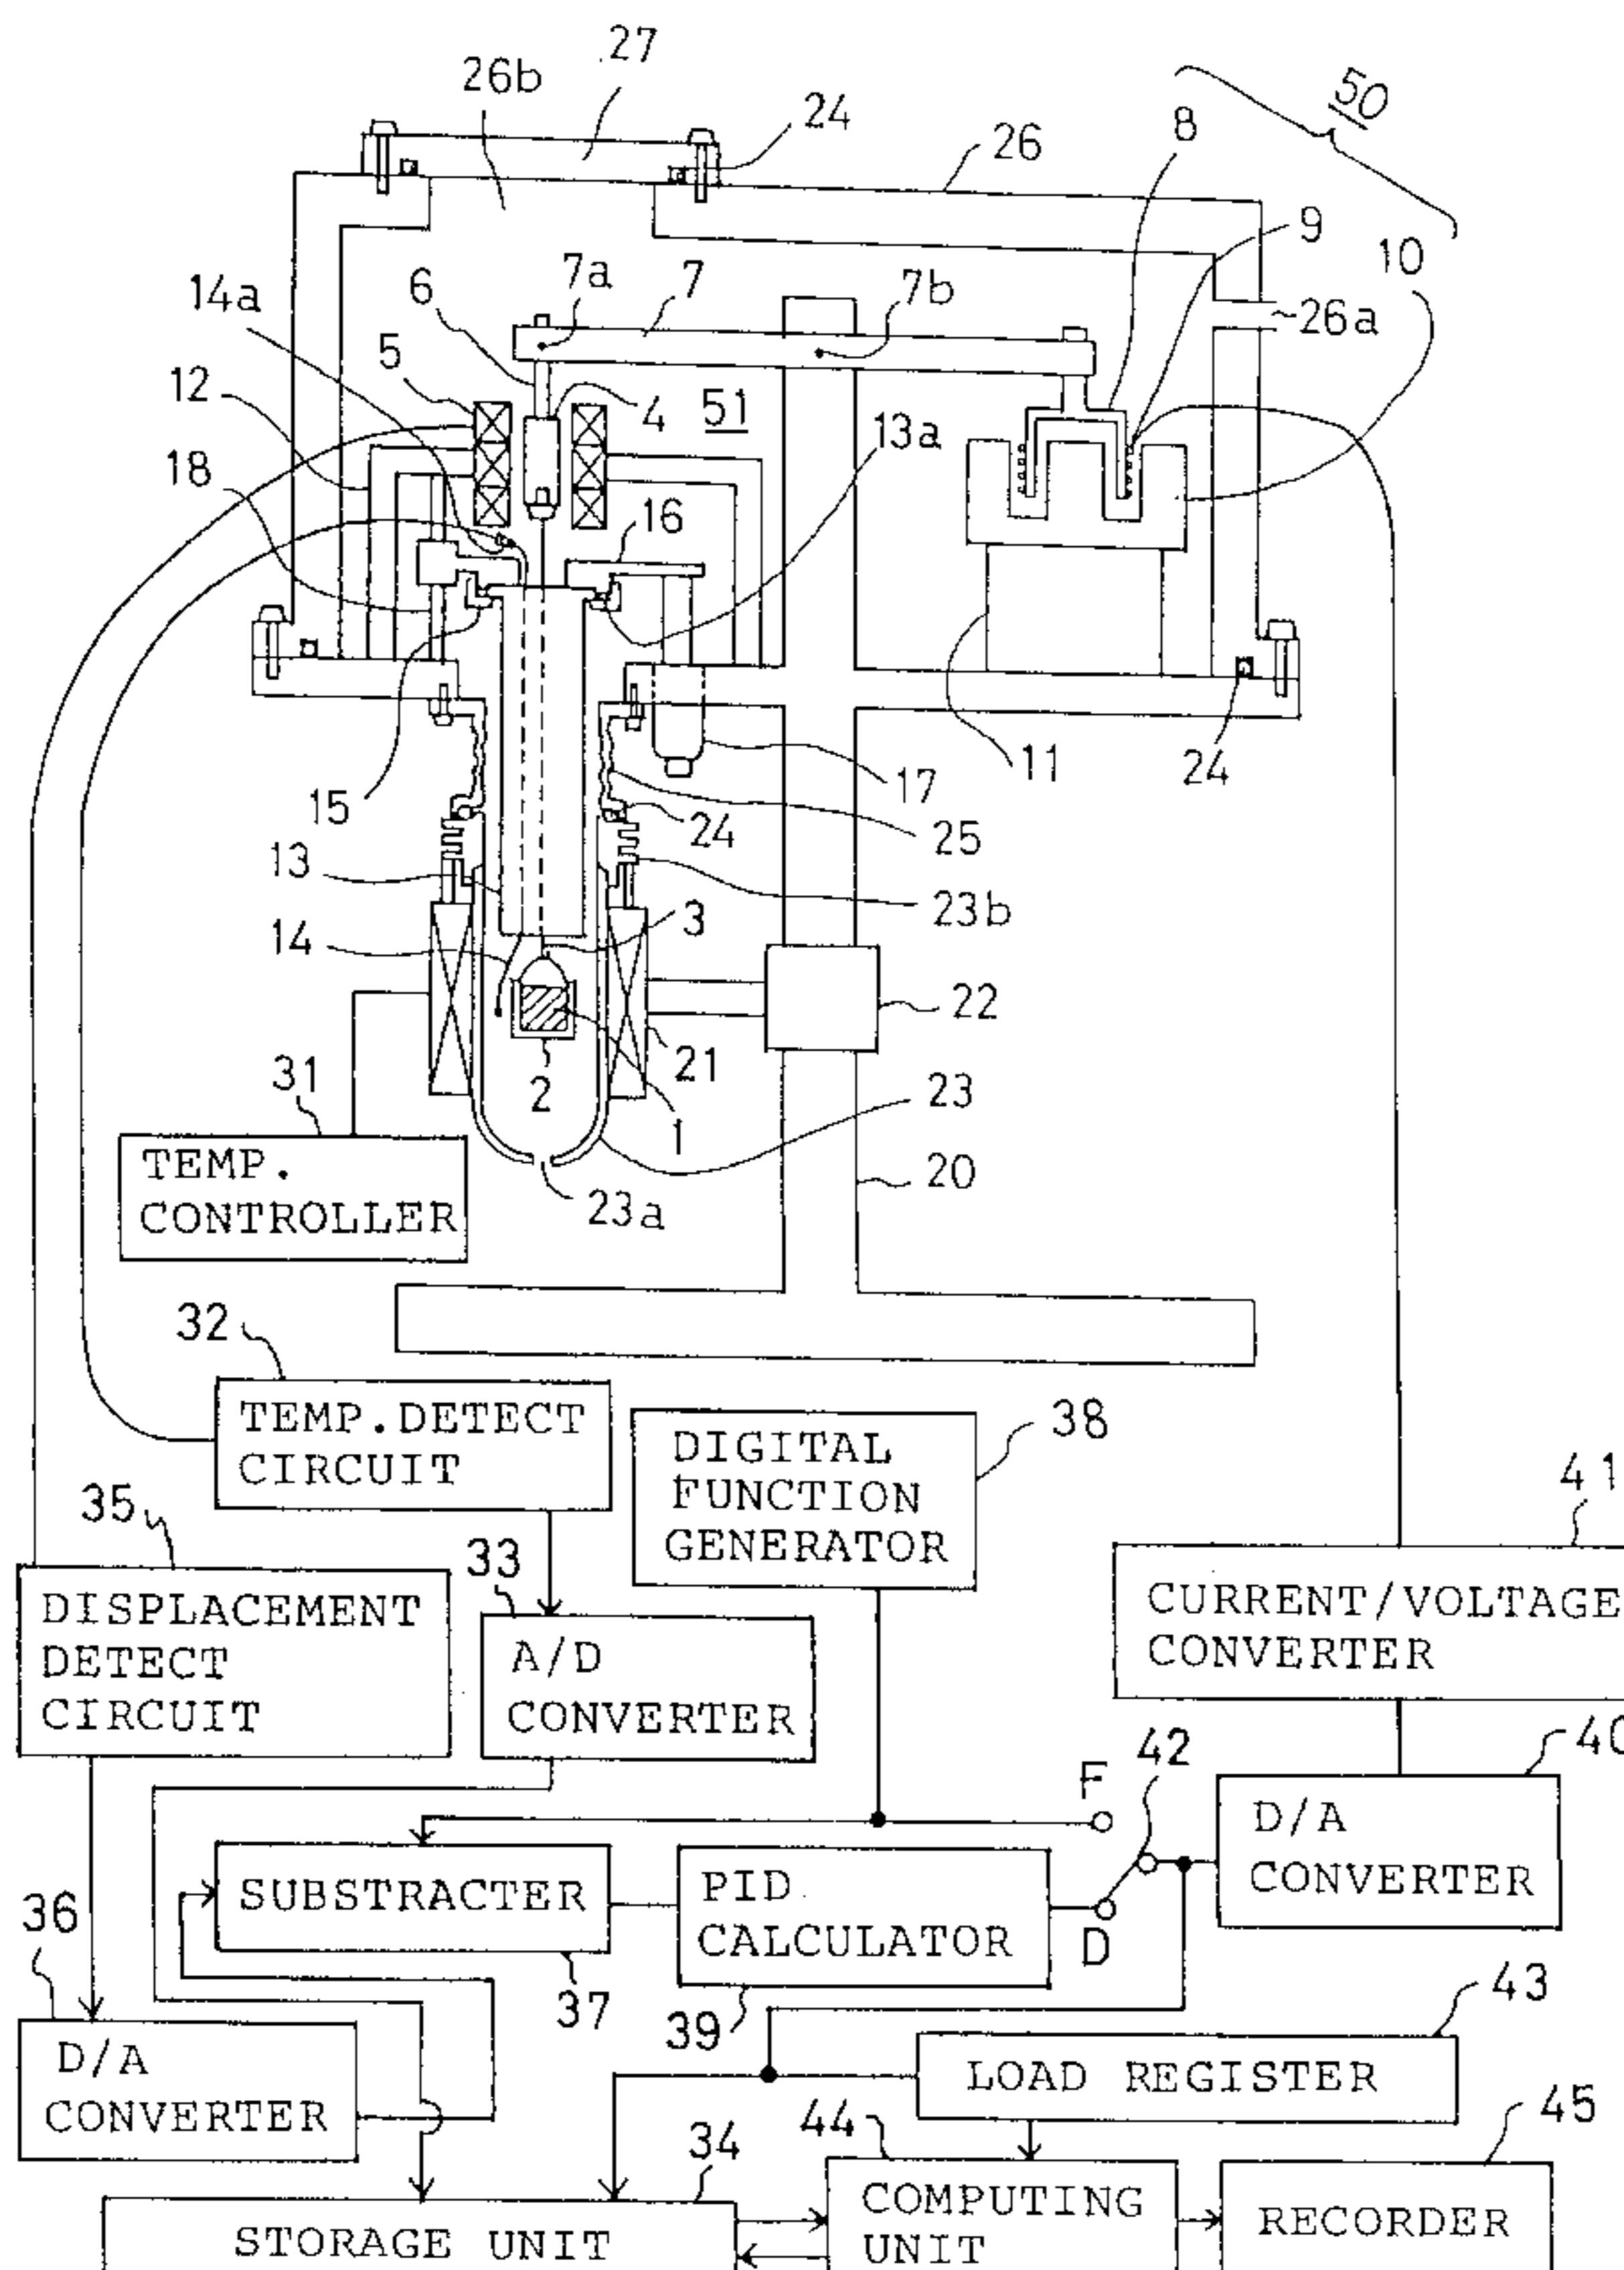 27
26b
50
24
26
8
9
10
14a
6
7a
7
7b
26a
5
12
4
51
13a
18
16
15
17
11
24
24
25
13
23b
14
3
22
21
31
2
23
1
TEMP.
CONTROLLER
23a
20
32
TEMP. DETECT
CIRCUIT
38
DIGITAL
FUNCTION
GENERATOR
41
35
33
DISPLACEMENT
DETECT
CIRCUIT
A/D
CONVERTER
CURRENT/VOLTAGE
CONVERTER
42
40
F
D/A
CONVERTER
SUBSTRACTER
PID
CALCULATOR
D
36
37
39
43
D/A
CONVERTER
LOAD REGISTER
44
45
34
STORAGE UNIT
COMPUTING
UNIT
RECORDER